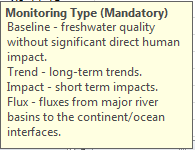 Monitoring Type (Mandatory)
Baseline - freshwater quality
without significant direct human
impact.
Trend - long-term trends.
Impact - short term impacts.
Flux - fluxes from major river
basins to the continent/ocean
interfaces.